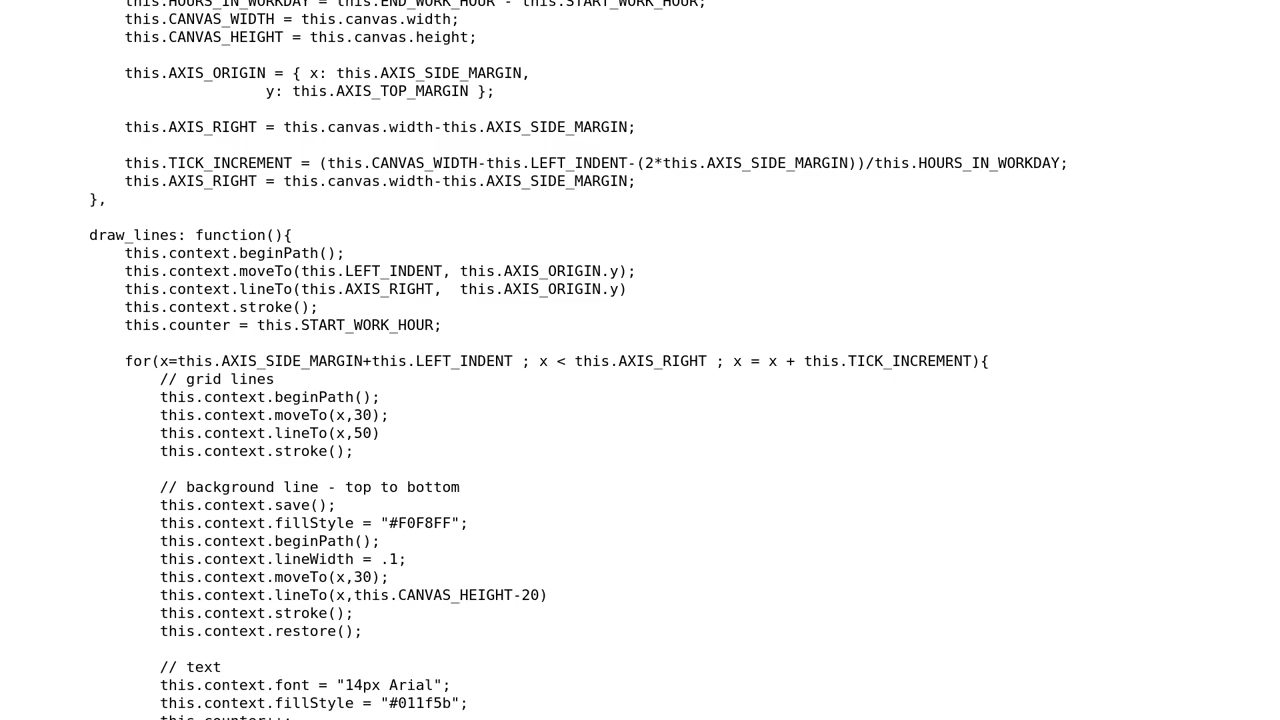 this.HOURS_IN_WORKDAY = this.END_WORK_HOUR - this.START_WORK_HOUR;
this.CANVAS_WIDTH = this.canvas.width;
this.CANVAS_HEIGHT = this.canvas.height;
this.AXIS_ORIGIN = { x: this.AXIS_SIDE_MARGIN,
y: this.AXIS_TOP_MARGIN };
this.AXIS_RIGHT = this.canvas.width-this.AXIS_SIDE_MARGIN;
this.TICK_INCREMENT = (this.CANVAS_WIDTH-this.LEFT_INDENT-(2*this.AXIS_SIDE_MARGIN))/this.HOURS_IN_WORKDAY;
this.AXIS_RIGHT = this.canvas.width-this.AXIS_SIDE_MARGIN;
},
draw_lines: function(){
this.context.beginPath();
this.context.moveTo(this.LEFT_INDENT, this.AXIS_ORIGIN.y);
this.context.lineTo(this.AXIS_RIGHT,  this.AXIS_ORIGIN.y)
this.context.stroke();
this.counter = this.START_WORK_HOUR;
for(x=this.AXIS_SIDE_MARGIN+this.LEFT_INDENT ; x < this.AXIS_RIGHT ; x = x + this.TICK_INCREMENT){
// grid lines
this.context.beginPath();
this.context.moveTo(x,30);
this.context.lineTo(x,50)
this.context.stroke();
// background line - top to bottom
this.context.save();
this.context.fillStyle = "#F0F8FF";
this.context.beginPath();
this.context.lineWidth = .1;
this.context.moveTo(x,30);
this.context.lineTo(x,this.CANVAS_HEIGHT-20)
this.context.stroke();
this.context.restore();
// text
this.context.font = "14px Arial";
this.context.fillStyle = "#011f5b";
this.counter++;